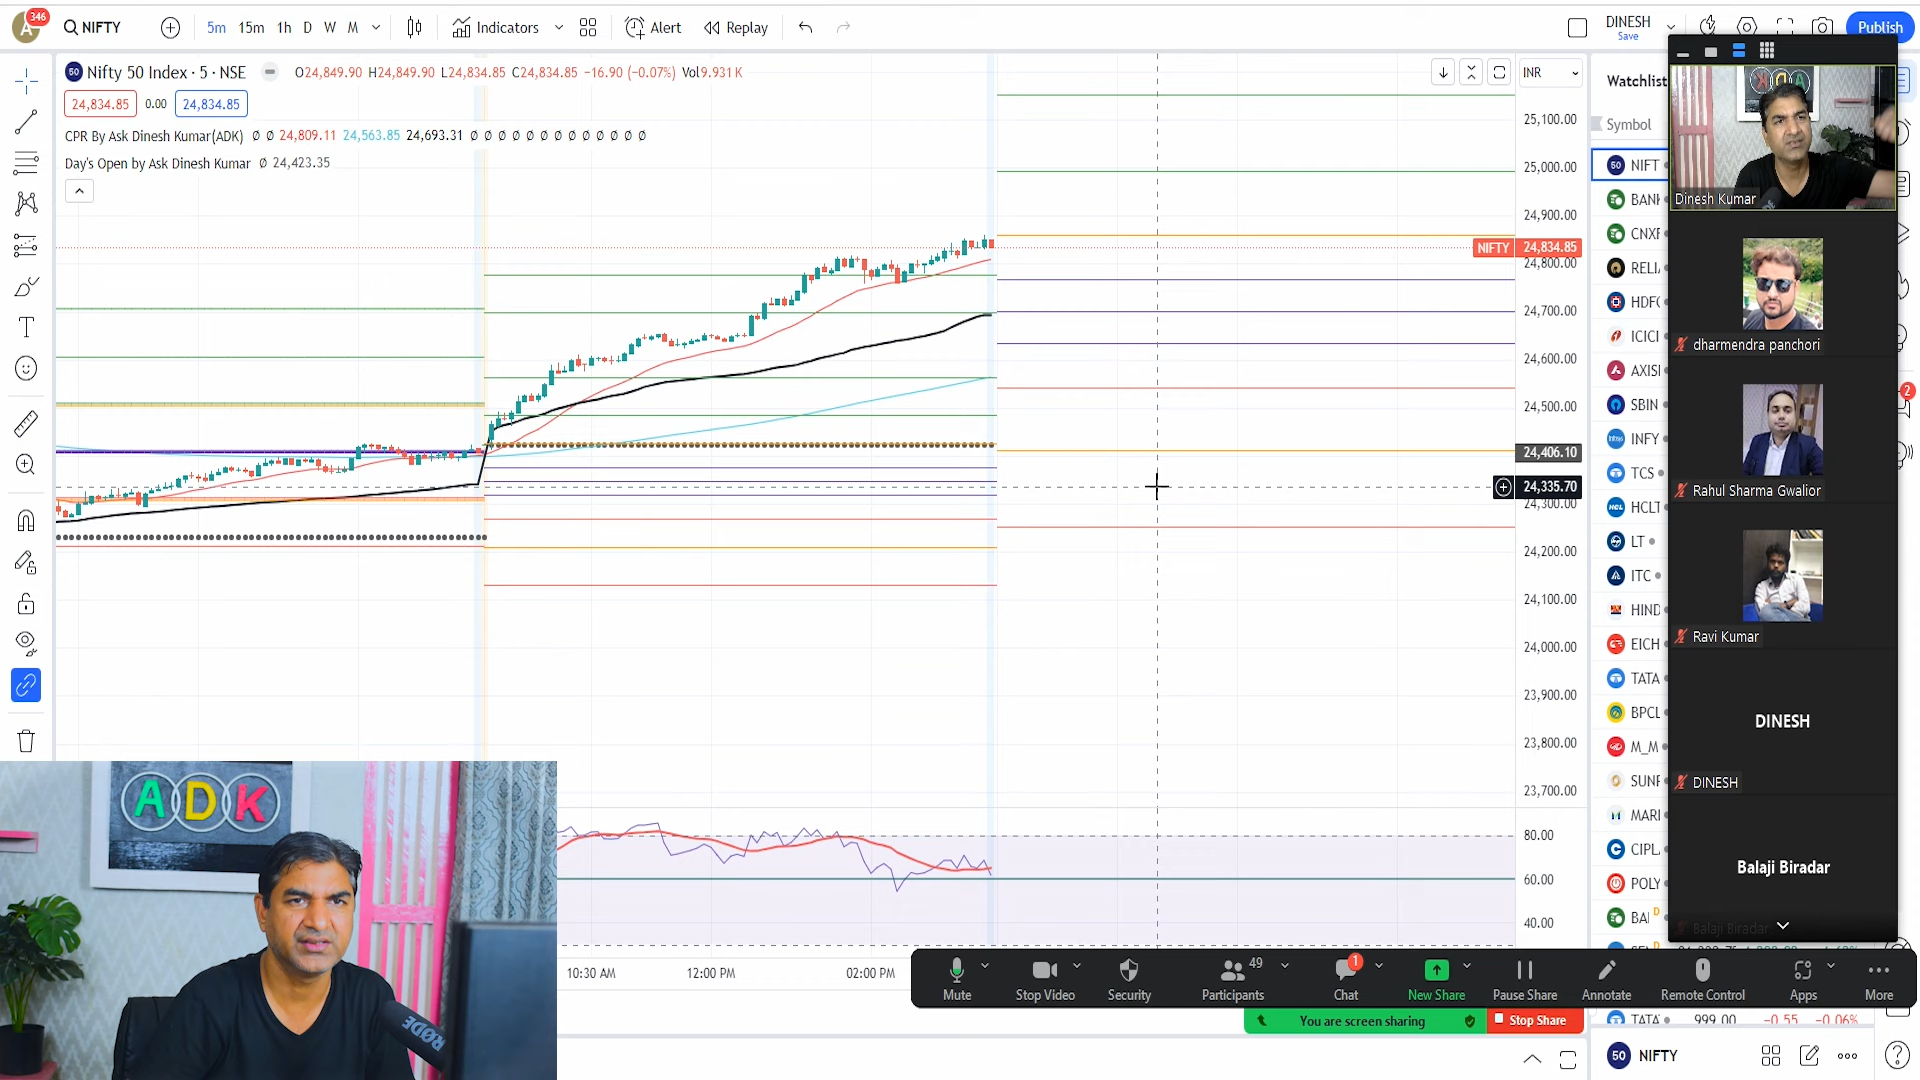 A
346
NIFTY
5m 15m 1h D W M
Indicators
Alert
Replay
DINESH
Save
Publish
50 Nifty 50 Index · 5 · NSE
O24,849.90 H24,849.90 L24,834.85 C24,834.85 −16.90 (−0.07%) Vol9.931 K
INR
24,834.85 0.00 24,834.85
CPR By Ask Dinesh Kumar(ADK) ∅ ∅ 24,809.11 24,563.85 24,693.31 ∅ ∅ ∅ ∅ ∅ ∅ ∅ ∅ ∅ ∅ ∅ ∅ ∅
Day's Open by Ask Dinesh Kumar ∅ 24,423.35
25,100.00
25,000.00
24,900.00
NIFTY 24,834.85
24,800.00
24,700.00
24,600.00
24,500.00
24,406.10
24,335.70
24,300.00
24,200.00
24,100.00
24,000.00
23,900.00
23,800.00
23,700.00
80.00
60.00
40.00
10:30 AM 12:00 PM 02:00 PM
Watchlist
Symbol
50 NIFT
BANK
CNXF
RELI
HDFC
ICICI
AXISI
SBIN
INFY
TCS
HCLT
LT
ITC
HIND
EICH
TATA
BPCL
M_M
SUNF
MARI
CIPL
POLY
BAI D
TATA 999.00 −0.55 −0.06%
50 NIFTY
ADK
Dinesh Kumar
dharmendra panchori
Rahul Sharma Gwalior
Ravi Kumar
DINESH
DINESH
Balaji Biradar
Balaji Biradar
2
A D K
RØDE
Mute
Stop Video
Security
49
Participants
1
Chat
New Share
Pause Share
Annotate
Remote Control
Apps
More
You are screen sharing
Stop Share